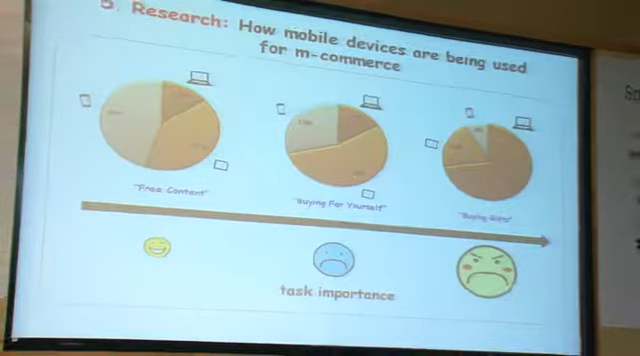 5. Research: How mobile devices are being used
for m-commerce
"Free Content"
"Buying For Yourself"
"Buying Gifts"
task importance